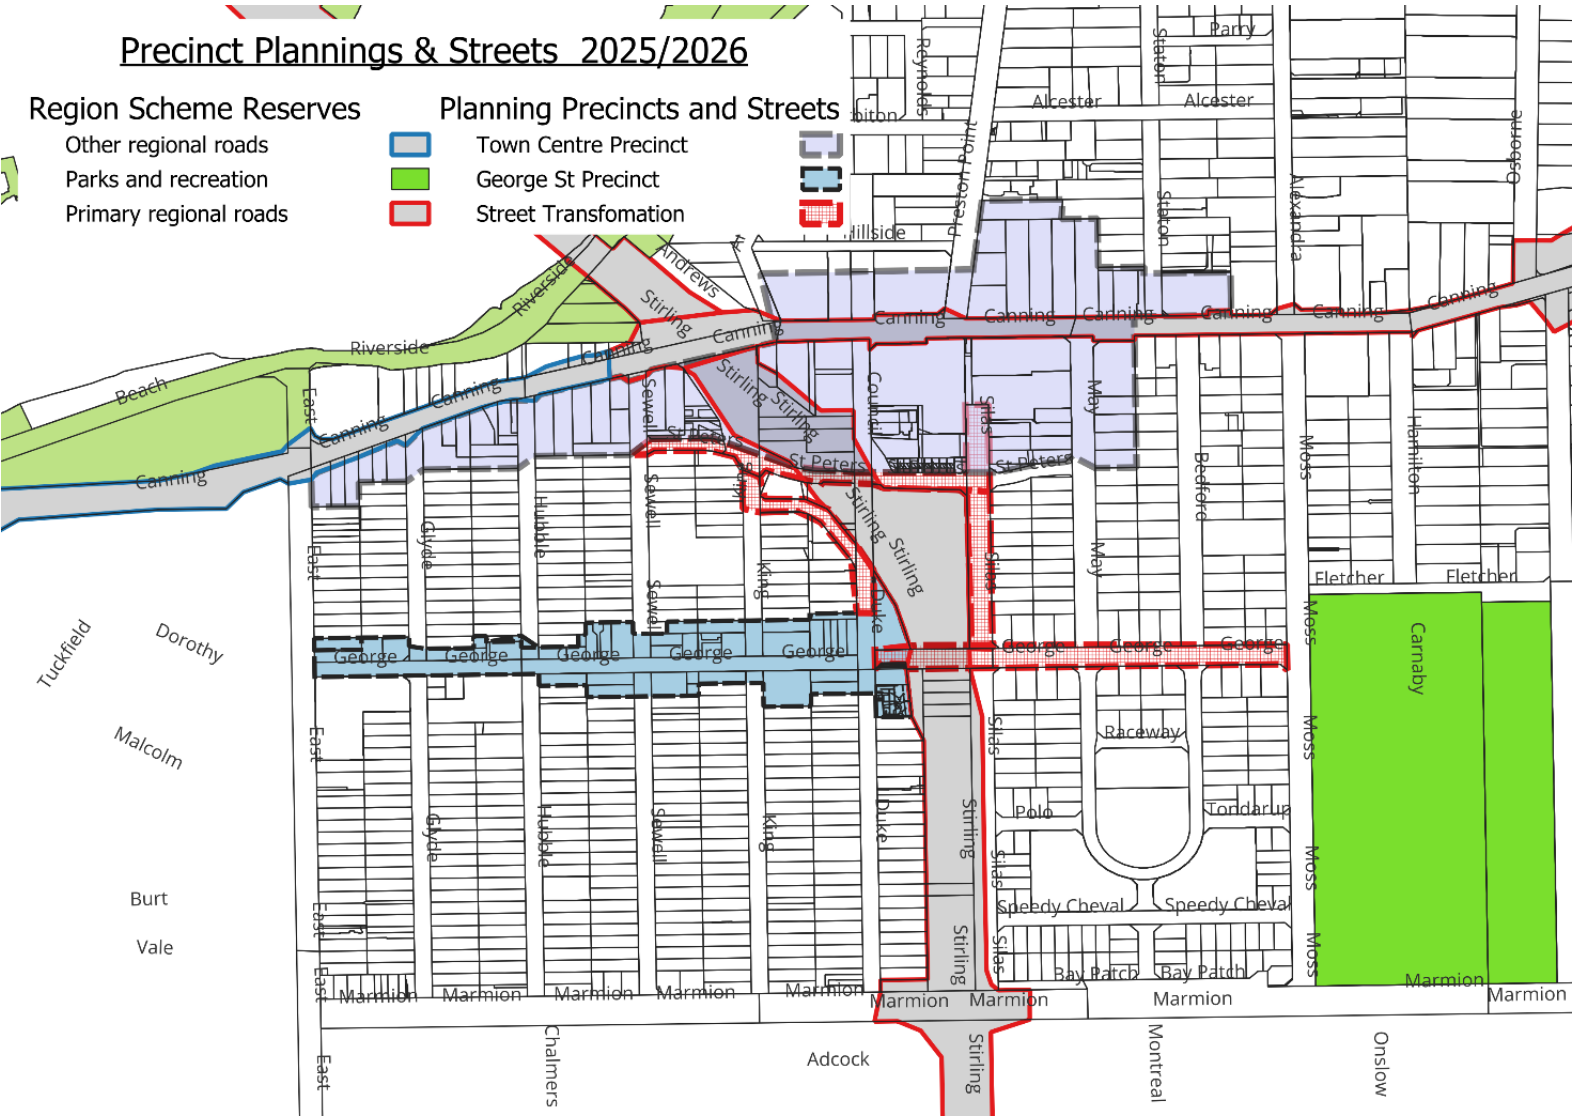 Precinct Plannings & Streets 2025/2026
Region Scheme Reserves
Other regional roads
Parks and recreation
Primary regional roads
Planning Precincts and Streets
Town Centre Precinct
George St Precinct
Street Transfomation
Parry
Reynolds
Staton
Alcester
Alcester
Preston Point
Osborne
Staton
Alexandra
Hillside
Andrews
Riverside
Stirling
Canning
Canning
Canning
Canning
Canning
Canning
Canning
Riverside
Canning
Beach
Canning
Canning
Canning
East
Sewell
Stirling
Stirling
Council
Silas
May
St Peters
St Peters
St Peters
Moss
Hamilton
Bedford
Glyde
Hubble
Sewell
King
Stirling
Stirling
East
King
Silas
May
Fletcher
Fletcher
Sewell
Duke
Tuckfield
Dorothy
George
George
George
George
George
George
George
George
Moss
Carnaby
Malcolm
East
Silas
Raceway
Moss
Glyde
Hubble
Sewell
King
Duke
Stirling
Polo
Tondarup
Silas
Moss
Burt
Vale
East
Speedy Cheval
Speedy Cheval
Stirling
Silas
Moss
Bay Patch
Bay Patch
East
Marmion
Marmion
Marmion
Marmion
Marmion
Marmion
Marmion
Marmion
Marmion
Marmion
East
Chalmers
Adcock
Stirling
Montreal
Onslow